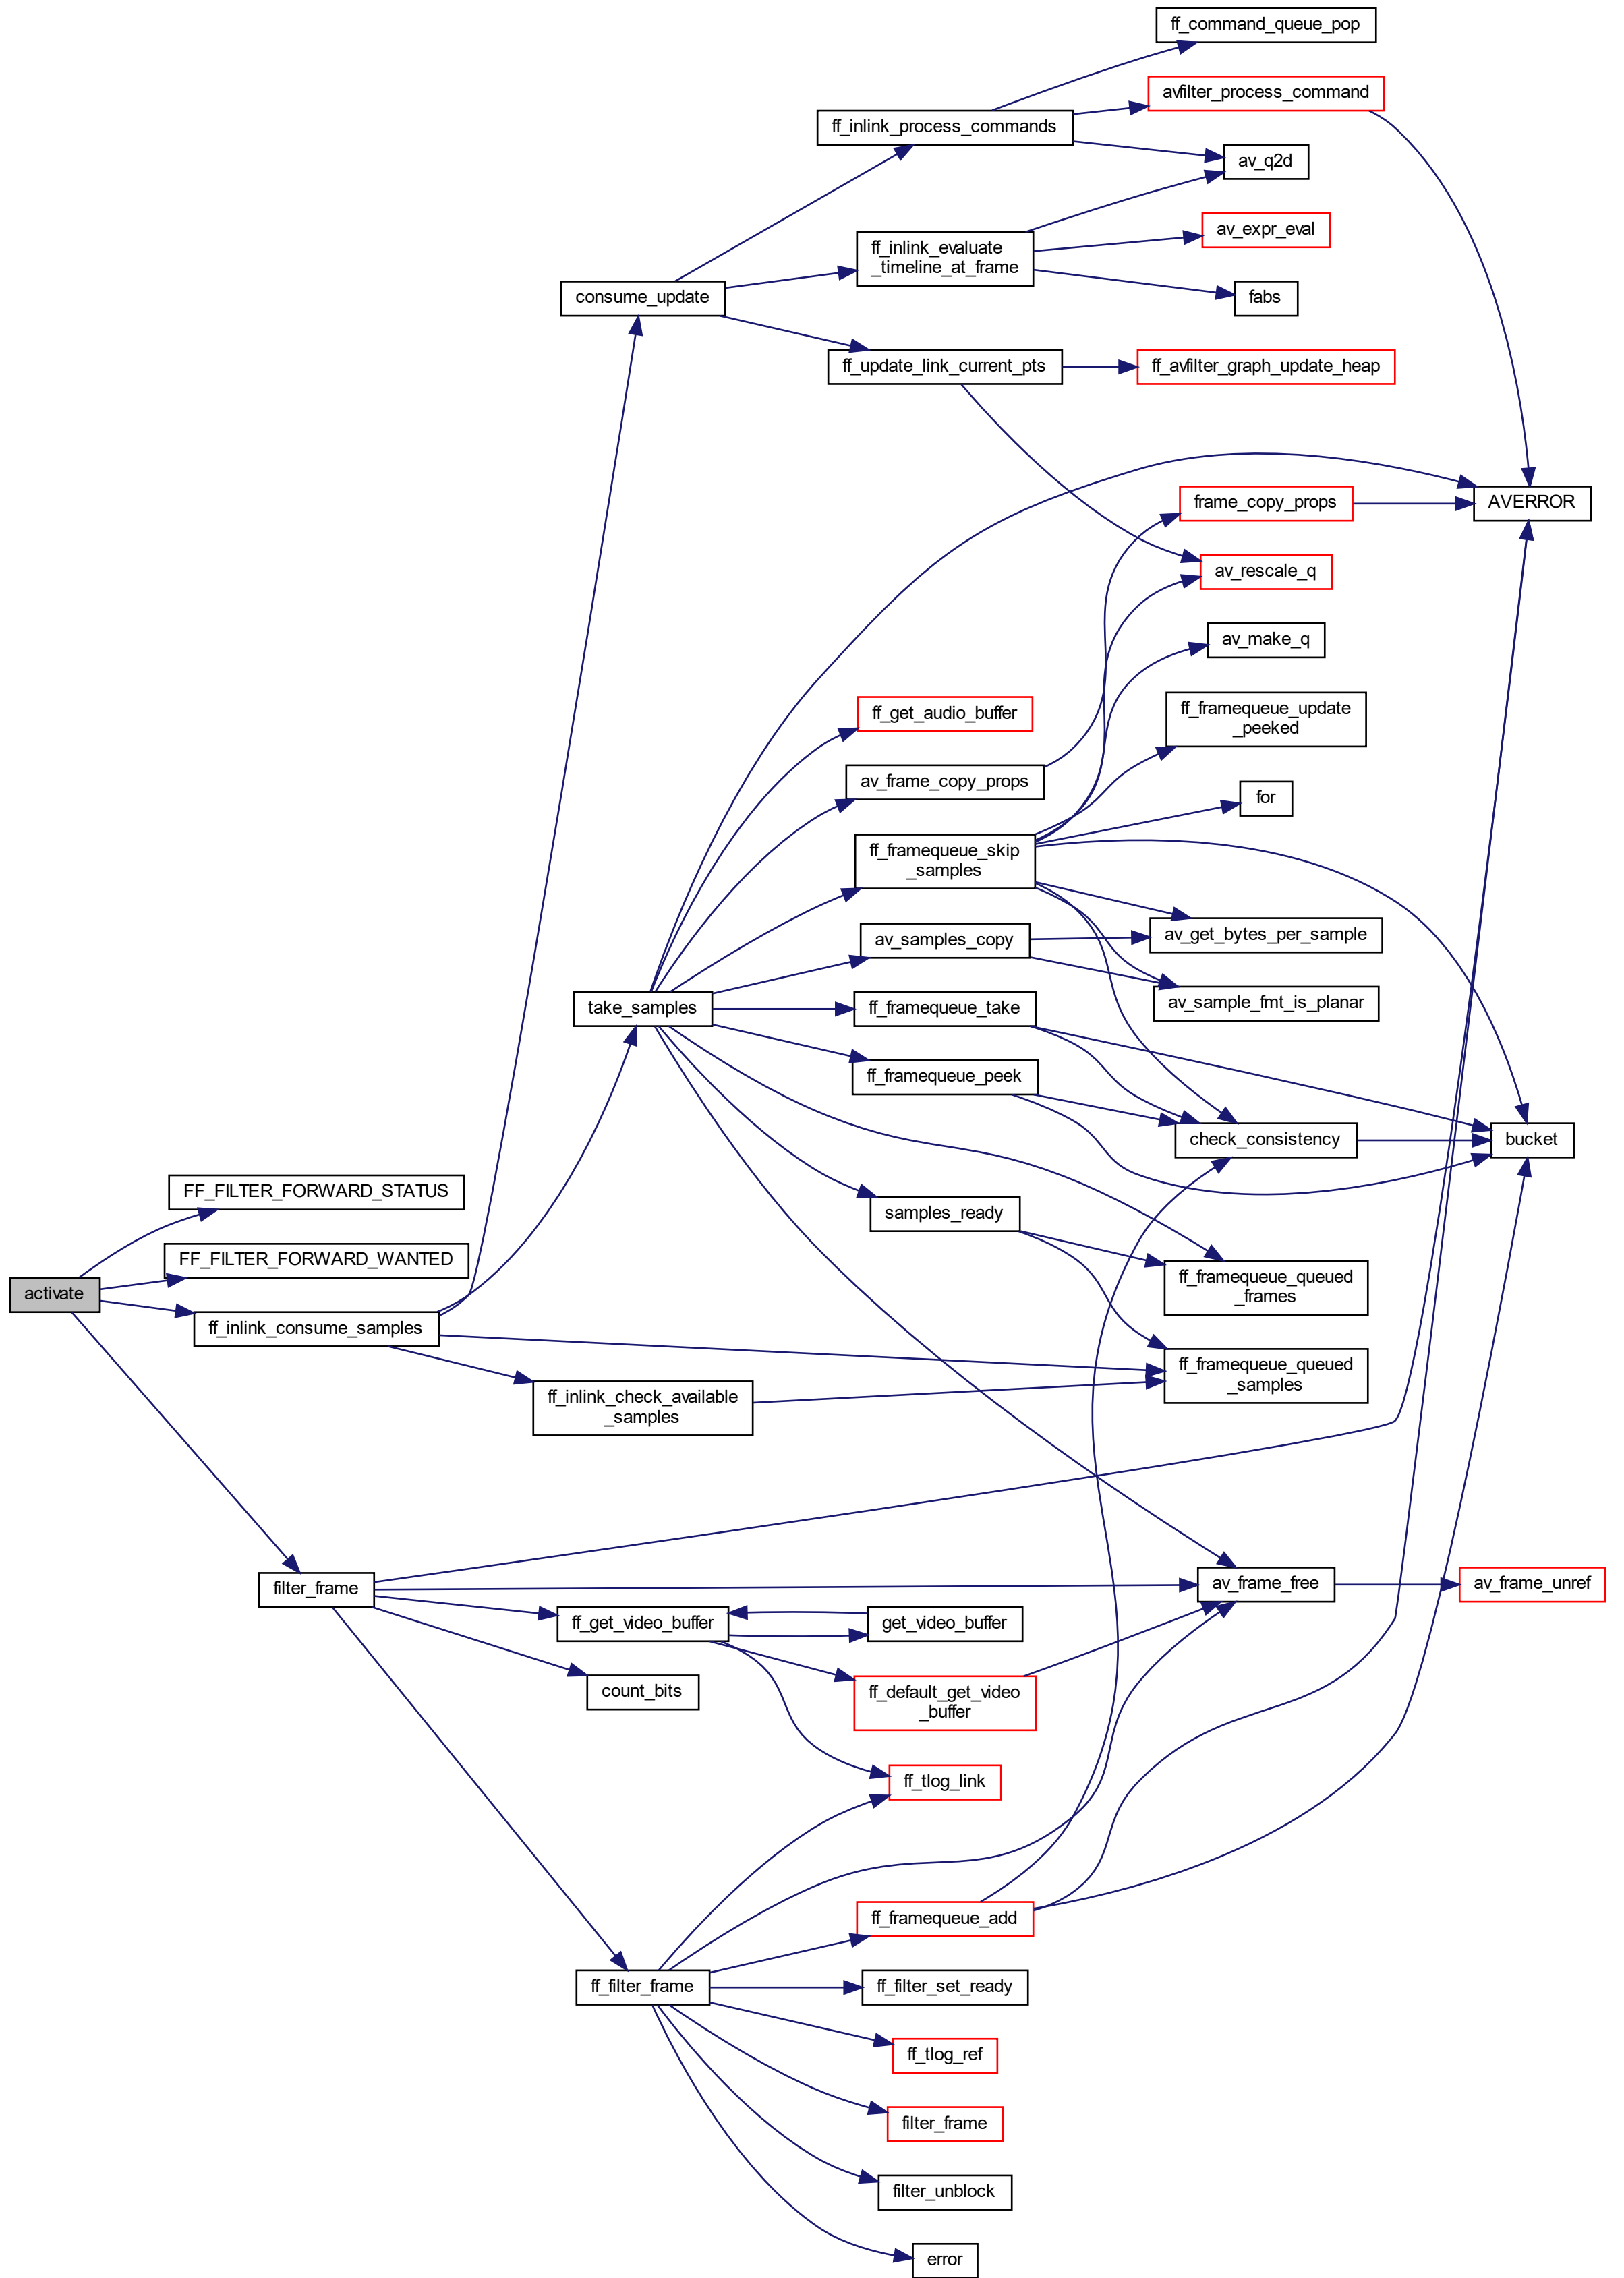 ff_command_queue_pop
avfilter_process_command
ff_inlink_process_commands
av_q2d
av_expr_eval
ff_inlink_evaluate
_timeline_at_frame
consume_update
fabs
ff_update_link_current_pts
ff_avfilter_graph_update_heap
frame_copy_props
AVERROR
av_rescale_q
av_make_q
ff_get_audio_buffer
ff_framequeue_update
_peeked
av_frame_copy_props
for
ff_framequeue_skip
_samples
av_samples_copy
av_get_bytes_per_sample
take_samples
ff_framequeue_take
av_sample_fmt_is_planar
ff_framequeue_peek
check_consistency
bucket
FF_FILTER_FORWARD_STATUS
samples_ready
FF_FILTER_FORWARD_WANTED
ff_framequeue_queued
_frames
activate
ff_inlink_consume_samples
ff_framequeue_queued
_samples
ff_inlink_check_available
_samples
filter_frame
av_frame_free
av_frame_unref
ff_get_video_buffer
get_video_buffer
count_bits
ff_default_get_video
_buffer
ff_tlog_link
ff_framequeue_add
ff_filter_frame
ff_filter_set_ready
ff_tlog_ref
filter_frame
filter_unblock
error